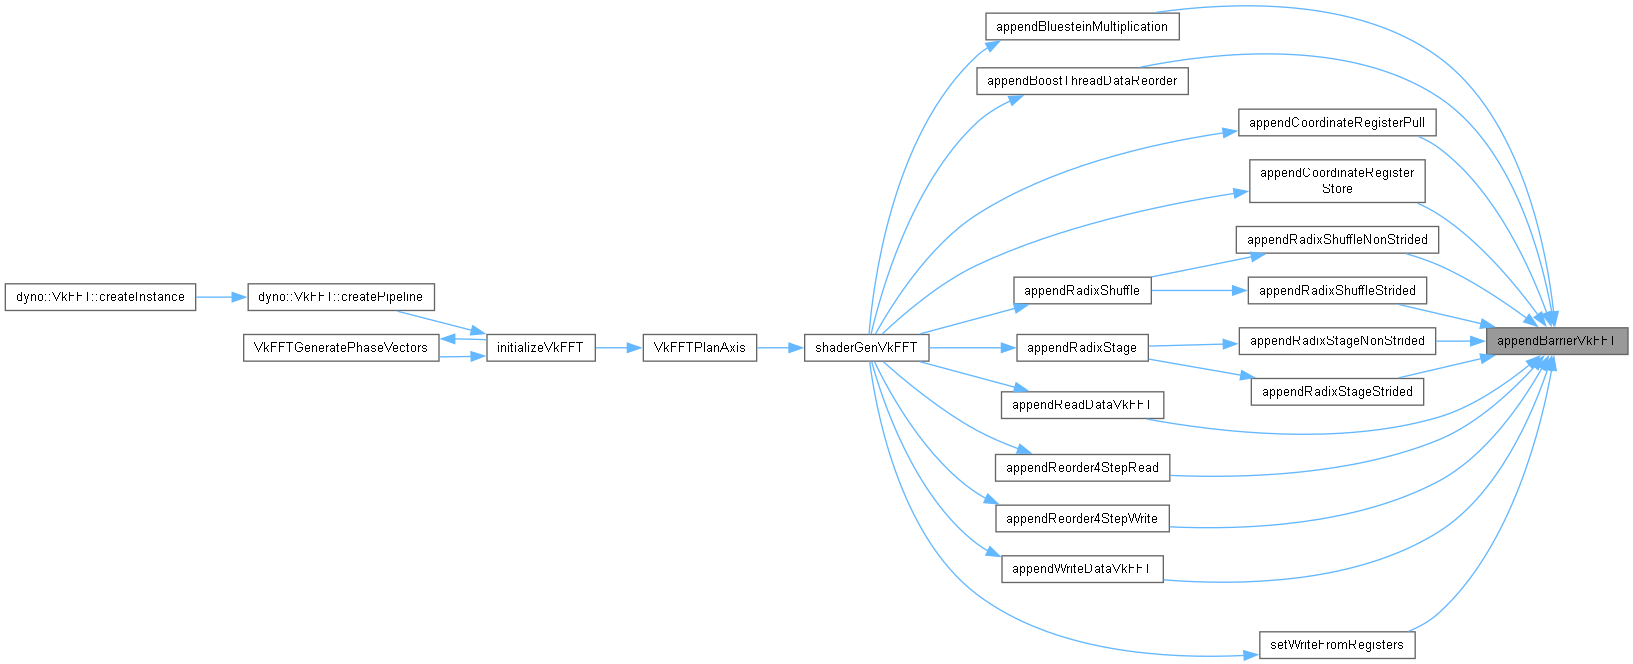 appendBluesteinMultiplication
appendBoostThreadDataReorder
appendCoordinateRegisterPull
appendCoordinateRegister
Store
appendRadixShuffleNonStrided
appendRadixShuffle
appendRadixShuffleStrided
dyno::VkFFT::createInstance
dyno::VkFFT::createPipeline
VkFFTGeneratePhaseVectors
initializeVkFFT
VkFFTPlanAxis
shaderGenVkFFT
appendRadixStage
appendRadixStageNonStrided
appendBarrierVkFFT
appendRadixStageStrided
appendReadDataVkFFT
appendReorder4StepRead
appendReorder4StepWrite
appendWriteDataVkFFT
setWriteFromRegisters